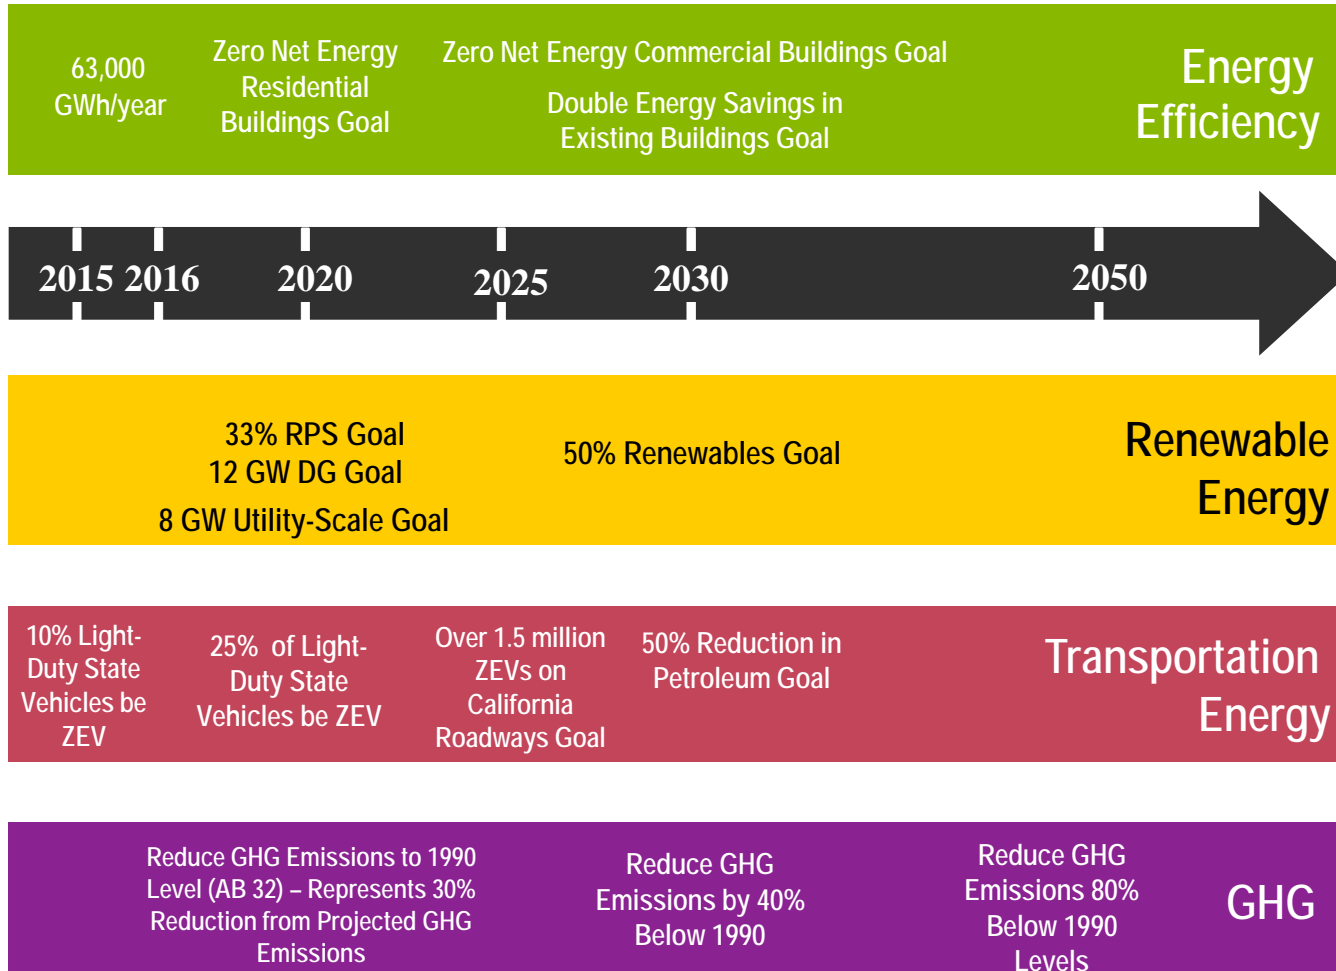 63,000
GWh/year
Zero Net Energy
Residential
Buildings Goal
Zero Net Energy Commercial Buildings Goal
Double Energy Savings in
Existing Buildings Goal
Energy
Efficiency
2015 2016 2020 2025 2030 2050
33% RPS Goal
12 GW DG Goal
8 GW Utility-Scale Goal
50% Renewables Goal
Renewable
Energy
10% Light-
Duty State
Vehicles be
ZEV
25% of Light-
Duty State
Vehicles be ZEV
Over 1.5 million
ZEVs on
California
Roadways Goal
50% Reduction in
Petroleum Goal
Transportation
Energy
Reduce GHG Emissions to 1990
Level (AB 32) – Represents 30%
Reduction from Projected GHG
Emissions
Reduce GHG
Emissions by 40%
Below 1990
Reduce GHG
Emissions 80%
Below 1990
Levels
GHG